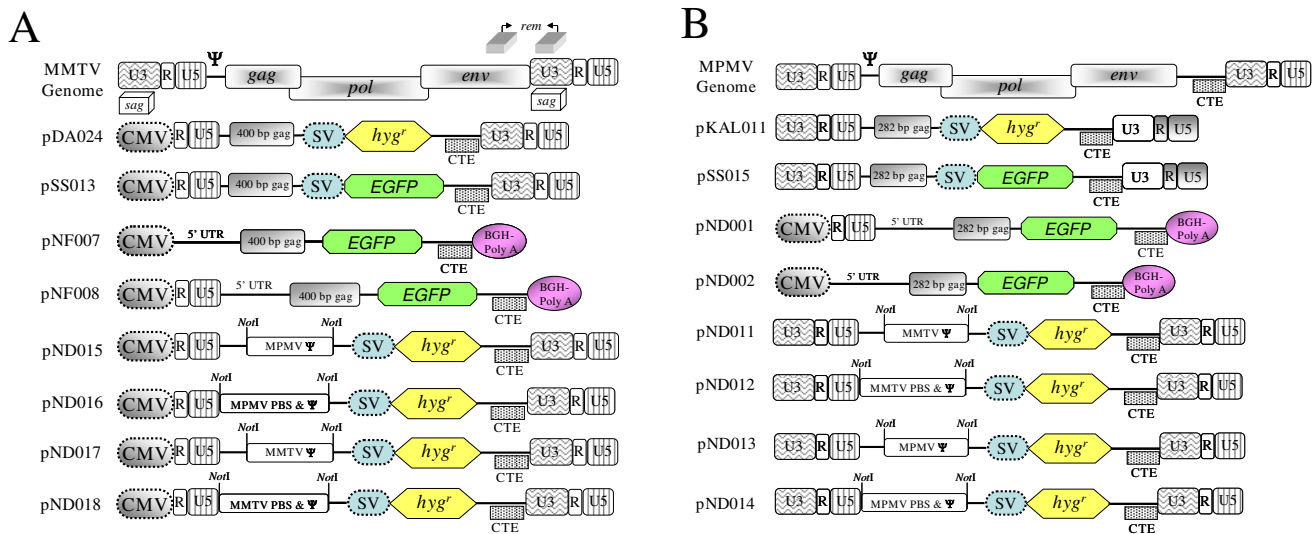 A
rem
Ψ
MMTV
Genome
U3 R U5 gag pol env U3 R U5
sag sag
pDA024 CMV R U5 400 bp gag SV hygr U3 R U5
CTE
pSS013 CMV R U5 400 bp gag SV EGFP U3 R U5
CTE
pNF007 CMV 5' UTR 400 bp gag EGFP BGH-
Poly A
CTE
pNF008 CMV R U5 5' UTR 400 bp gag EGFP BGH-
Poly A
CTE
NotI NotI
pND015 CMV R U5 MPMV Ψ SV hygr U3 R U5
CTE
NotI NotI
pND016 CMV R U5 MPMV PBS & Ψ SV hygr U3 R U5
CTE
NotI NotI
pND017 CMV R U5 MMTV Ψ SV hygr U3 R U5
CTE
NotI NotI
pND018 CMV R U5 MMTV PBS & Ψ SV hygr U3 R U5
CTE
B
Ψ
MPMV
Genome
U3 R U5 gag pol env U3 R U5
CTE
pKAL011 U3 R U5 282 bp gag SV hygr U3 R U5
CTE
pSS015 U3 R U5 282 bp gag SV EGFP U3 R U5
CTE
pND001 CMV R U5 5' UTR 282 bp gag EGFP BGH-
Poly A
CTE
pND002 CMV 5' UTR 282 bp gag EGFP BGH-
Poly A
CTE
NotI NotI
pND011 U3 R U5 MMTV Ψ SV hygr U3 R U5
CTE
NotI NotI
pND012 U3 R U5 MMTV PBS & Ψ SV hygr U3 R U5
CTE
NotI NotI
pND013 U3 R U5 MPMV Ψ SV hygr U3 R U5
CTE
NotI NotI
pND014 U3 R U5 MPMV PBS & Ψ SV hygr U3 R U5
CTE